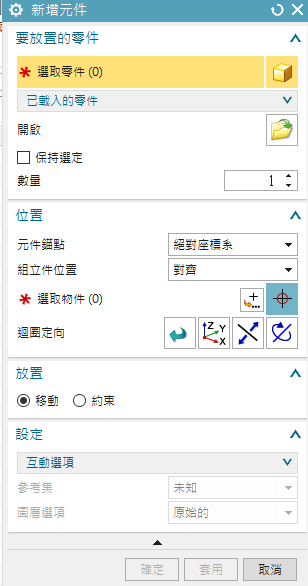 新增元件
要放置的零件
* 選取零件 (0)
已載入的零件
開啟
保持選定
數量 1
位置
元件錨點 絕對座標系
組立件位置 對齊
* 選取物件 (0)
迴圈定向 Z Y X
放置
移動 約束
設定
互動選項
參考集 未知
圖層選項 原始的
確定 套用 取消